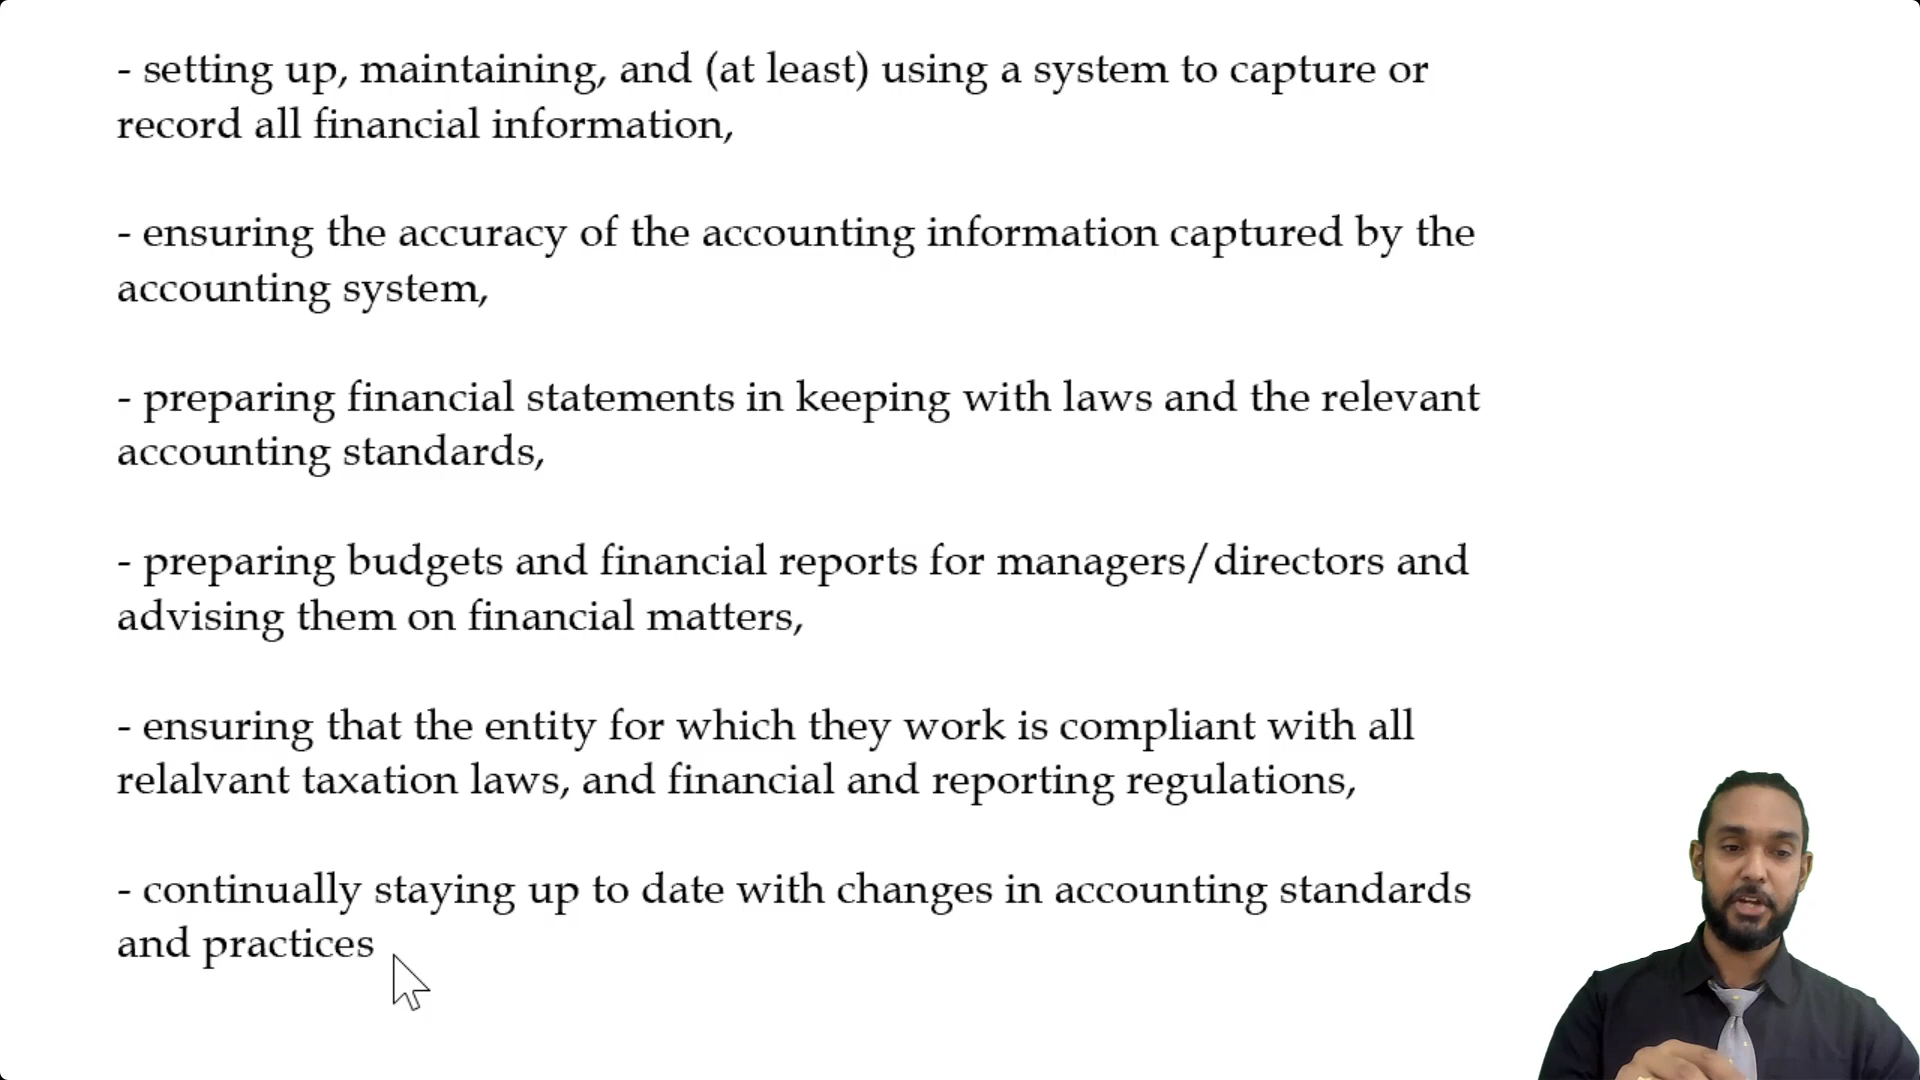 - setting up, maintaining, and (at least) using a system to capture or
record all financial information,
- ensuring the accuracy of the accounting information captured by the
accounting system,
- preparing financial statements in keeping with laws and the relevant
accounting standards,
- preparing budgets and financial reports for managers/directors and
advising them on financial matters,
- ensuring that the entity for which they work is compliant with all
relalvant taxation laws, and financial and reporting regulations,
- continually staying up to date with changes in accounting standards
and practices